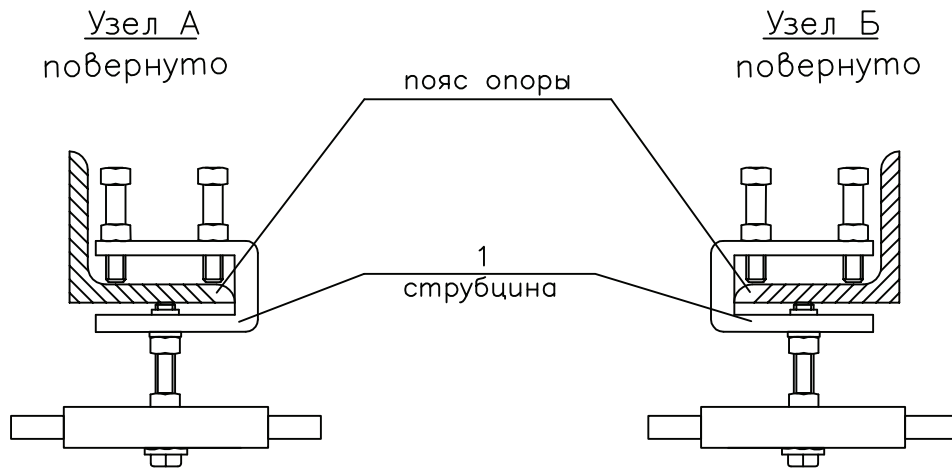 Узел А
повернуто
Узел Б
повернуто
пояс опоры
1
струбцина